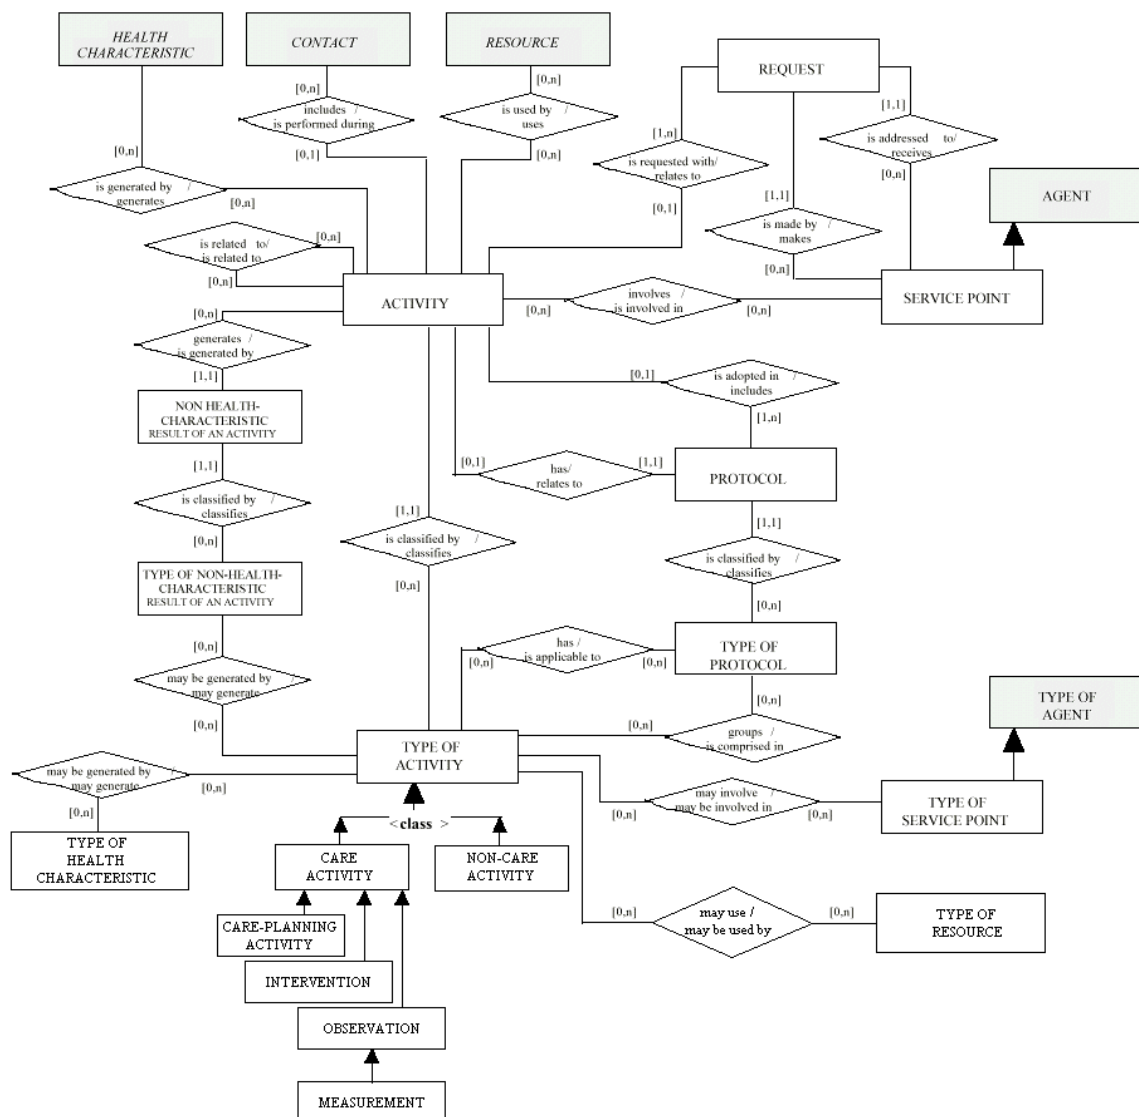 HEALTH
CHARACTERISTIC
CONTACT
RESOURCE
REQUEST
[0,n]
[0,n]
[0,n]
[1,1]
includes /
is performed during
is used by /
uses
[1,n]
is addressed to/
receives
[0,n]
[0,1]
[0,n]
is requested with/
relates to
[0,n]
is generated by /
generates
[0,n]
[0,1]
[1,1]
AGENT
is made by /
makes
is related to/
is related to
[0,n]
[0,n]
[0,n]
ACTIVITY
SERVICE POINT
involves /
is involved in
[0,n]
[0,n]
[0,n]
generates /
is generated by
[1,1]
[0,1]
is adopted in /
includes
[1,n]
NON HEALTH-
CHARACTERISTIC
RESULT OF AN ACTIVITY
[1,1]
[0,1]
has/
relates to
[1,1]
PROTOCOL
is classified by /
classifies
[1,1]
[1,1]
[0,n]
is classified by /
classifies
is classified by /
classifies
TYPE OF NON-HEALTH-
CHARACTERISTIC
RESULT OF AN ACTIVITY
[0,n]
[0,n]
[0,n]
has /
is applicable to
[0,n]
[0,n]
TYPE OF
PROTOCOL
may be generated by /
may generate
[0,n]
[0,n]
[0,n]
groups /
is comprised in
TYPE OF
AGENT
TYPE OF
ACTIVITY
may be generated by /
may generate
[0,n]
[0,n]
may involve /
may be involved in
[0,n]
[0,n]
TYPE OF
SERVICE POINT
<class >
TYPE OF
HEALTH
CHARACTERISTIC
CARE
ACTIVITY
NON-CARE
ACTIVITY
[0,n]
may use /
may be used by
[0,n]
TYPE OF
RESOURCE
CARE-PLANNING
ACTIVITY
INTERVENTION
OBSERVATION
MEASUREMENT